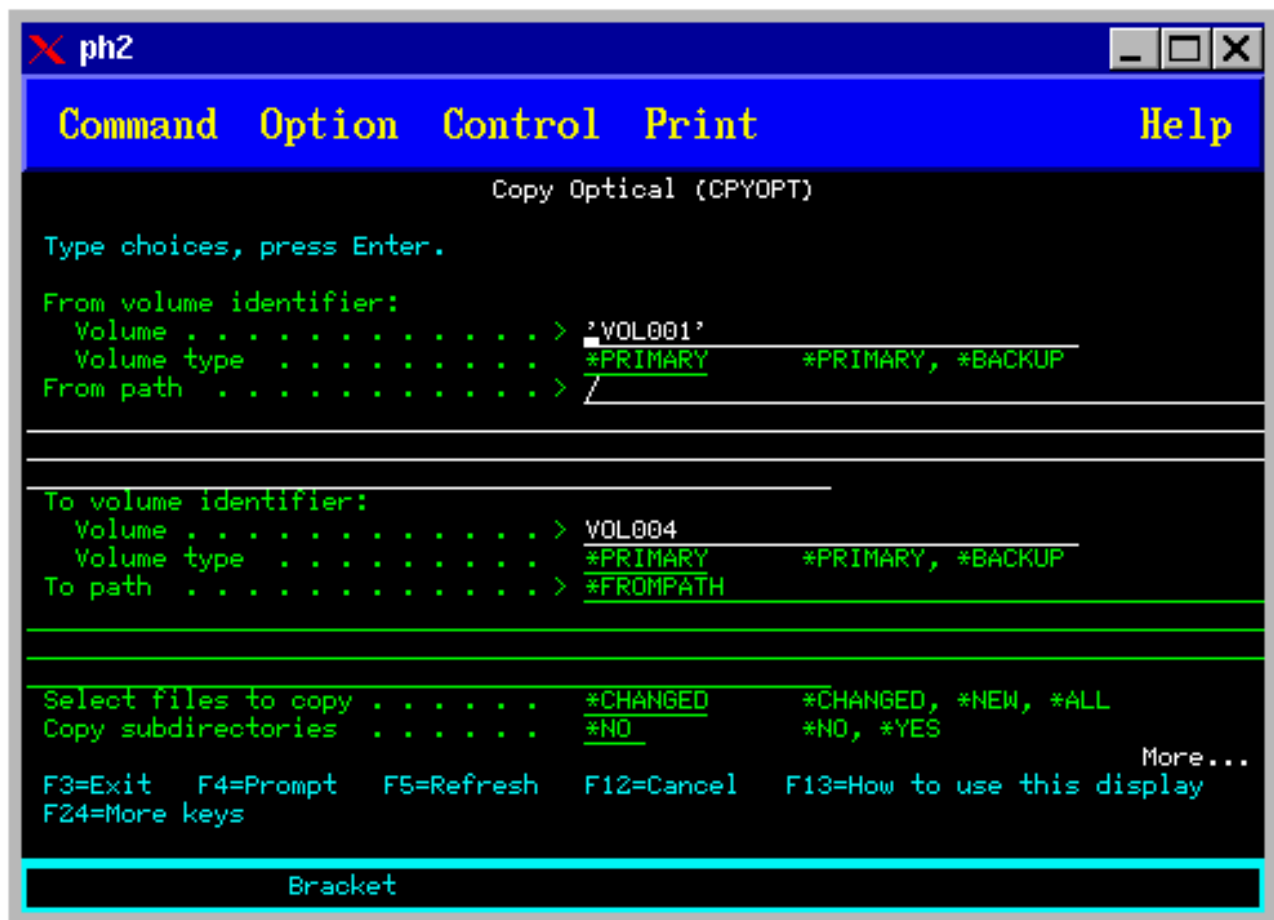 ph2
Command Option Control Print Help
Copy Optical (CPYOPT)
Type choices, press Enter.
From volume identifier:
Volume . . . . . . . . . . . . > 'VOL001'
Volume type . . . . . . . . . *PRIMARY *PRIMARY, *BACKUP
From path . . . . . . . . . . . > /
To volume identifier:
Volume . . . . . . . . . . . . > VOL004
Volume type . . . . . . . . . *PRIMARY *PRIMARY, *BACKUP
To path . . . . . . . . . . . . > *FROMPATH
Select files to copy . . . . . . *CHANGED *CHANGED, *NEW, *ALL
Copy subdirectories . . . . . . *NO *NO, *YES
More...
F3=Exit F4=Prompt F5=Refresh F12=Cancel F13=How to use this display
F24=More keys
Bracket